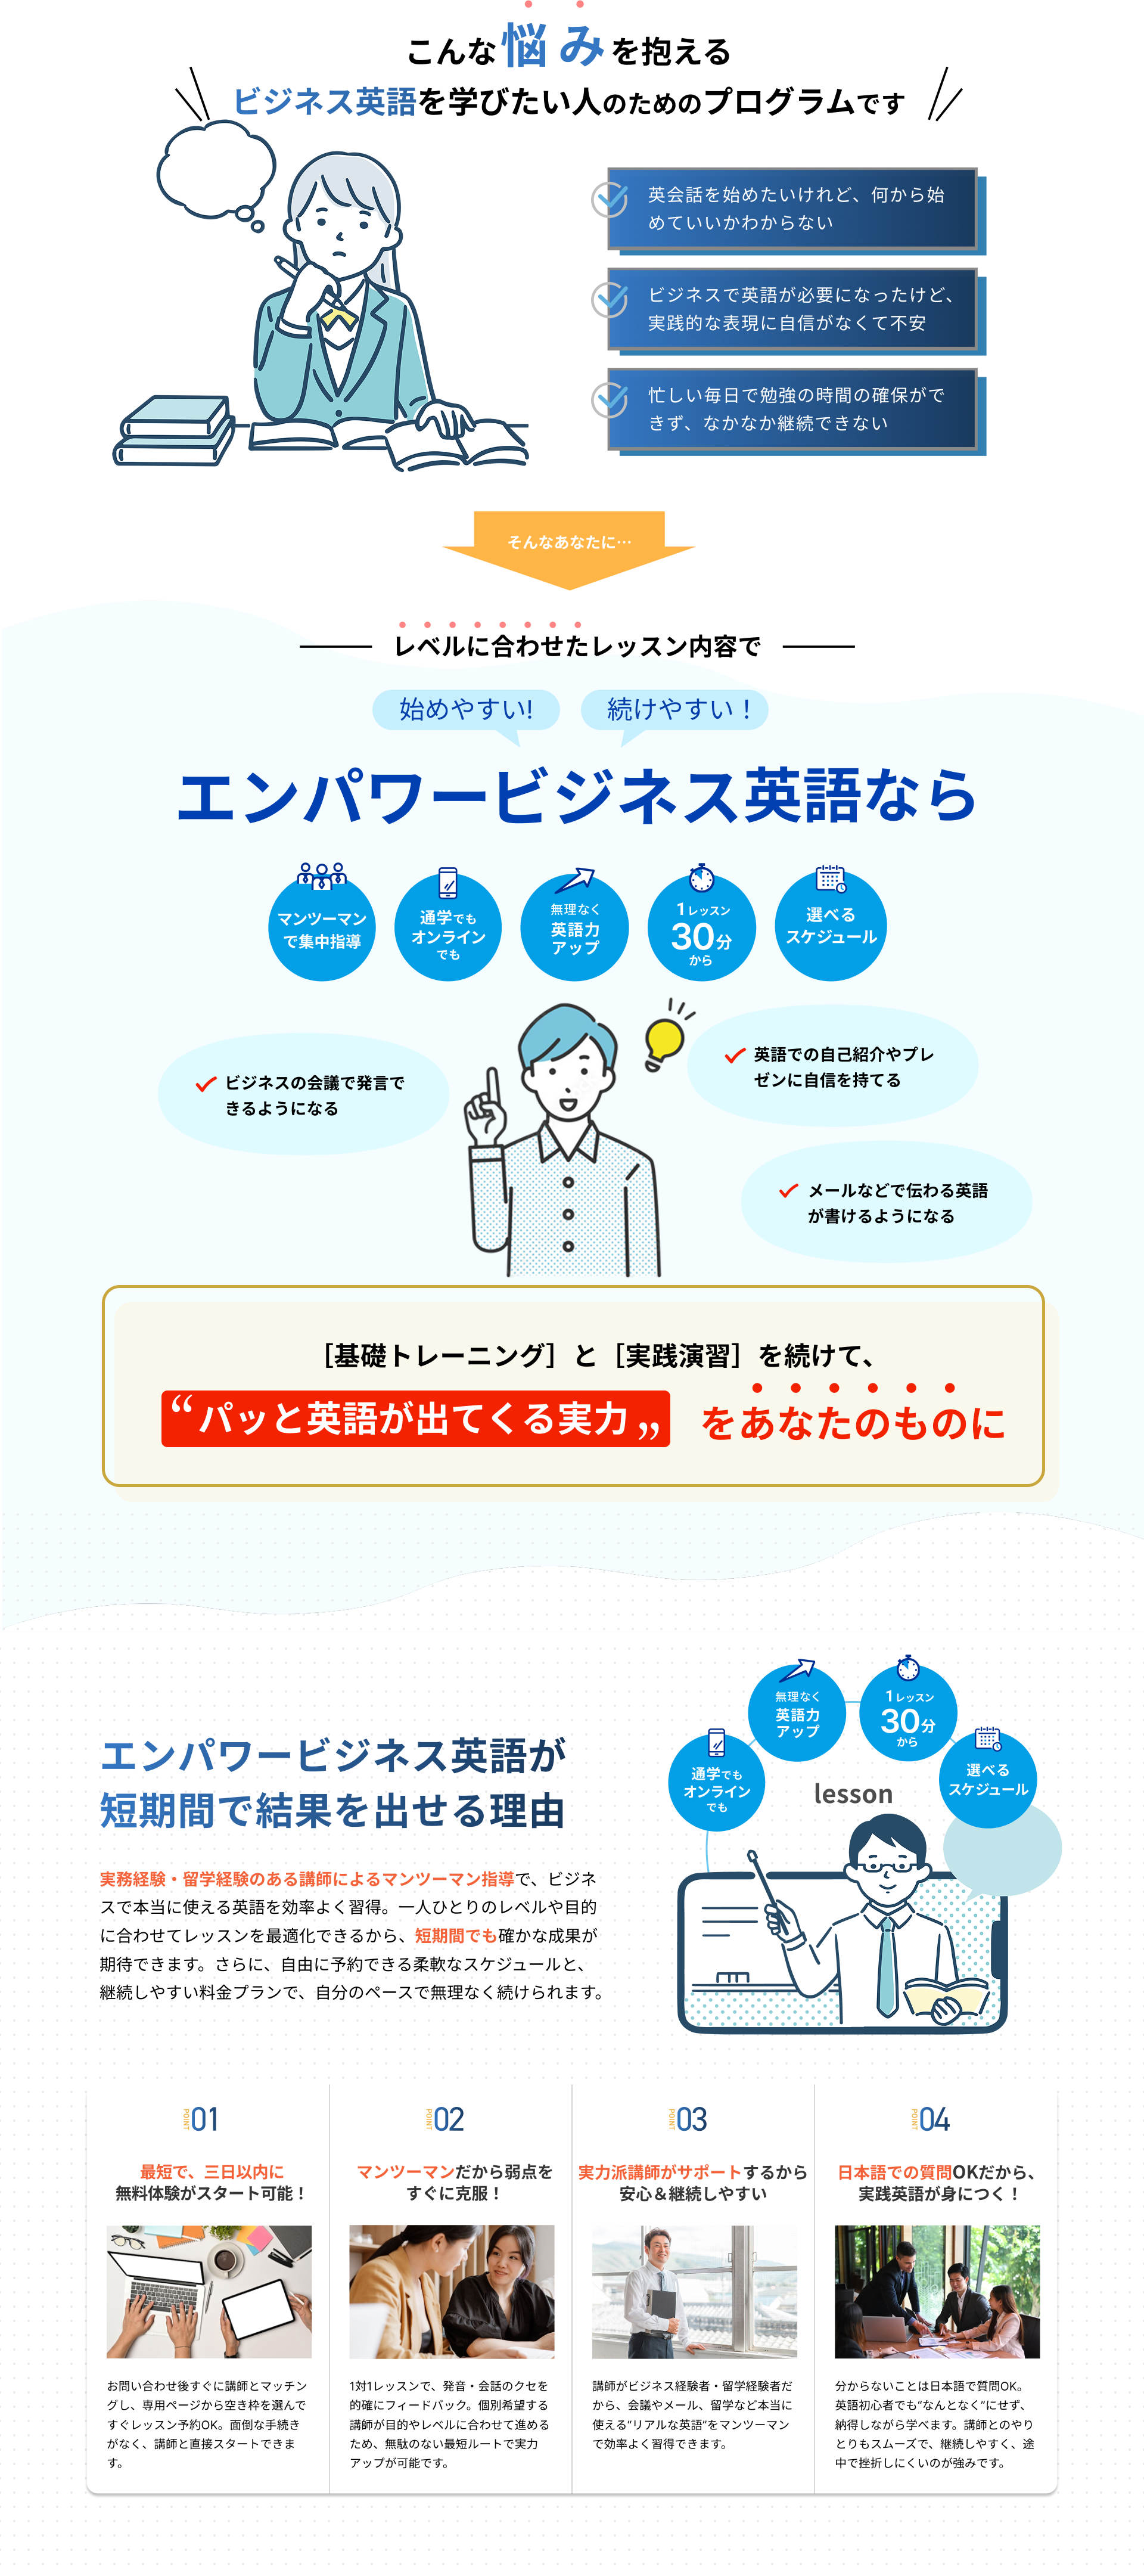 こんな悩みを抱える
ビジネス英語を学びたい人のためのプログラムです
英会話を始めたいけれど、何から始
めていいかわからない
ビジネスで英語が必要になったけど、
実践的な表現に自信がなくて不安
忙しい毎日で勉強の時間の確保がで
きず、なかなか継続できない
そんなあなたに…
レベルに合わせたレッスン内容で
始めやすい!
続けやすい！
エンパワービジネス英語なら
マンツーマン
で集中指導
通学でも
オンライン
でも
無理なく
英語力
アップ
1レッスン
30分
から
選べる
スケジュール
ビジネスの会議で発言で
きるようになる
英語での自己紹介やプレ
ゼンに自信を持てる
メールなどで伝わる英語
が書けるようになる
［基礎トレーニング］と［実践演習］を続けて、
“パッと英語が出てくる実力„ をあなたのものに
エンパワービジネス英語が
短期間で結果を出せる理由
実務経験・留学経験のある講師によるマンツーマン指導で、ビジネ
スで本当に使える英語を効率よく習得。一人ひとりのレベルや目的
に合わせてレッスンを最適化できるから、短期間でも確かな成果が
期待できます。さらに、自由に予約できる柔軟なスケジュールと、
継続しやすい料金プランで、自分のペースで無理なく続けられます。
通学でも
オンライン
でも
無理なく
英語力
アップ
1レッスン
30分
から
選べる
スケジュール
lesson
POINT 01
最短で、三日以内に
無料体験がスタート可能！
お問い合わせ後すぐに講師とマッチン
グし、専用ページから空き枠を選んで
すぐレッスン予約OK。面倒な手続き
がなく、講師と直接スタートできま
す。
POINT 02
マンツーマンだから弱点を
すぐに克服！
1対1レッスンで、発音・会話のクセを
的確にフィードバック。個別希望する
講師が目的やレベルに合わせて進める
ため、無駄のない最短ルートで実力
アップが可能です。
POINT 03
実力派講師がサポートするから
安心＆継続しやすい
講師がビジネス経験者・留学経験者だ
から、会議やメール、留学など本当に
使える”リアルな英語”をマンツーマン
で効率よく習得できます。
POINT 04
日本語での質問OKだから、
実践英語が身につく！
分からないことは日本語で質問OK。
英語初心者でも”なんとなく”にせず、
納得しながら学べます。講師とのやり
とりもスムーズで、継続しやすく、途
中で挫折しにくいのが強みです。